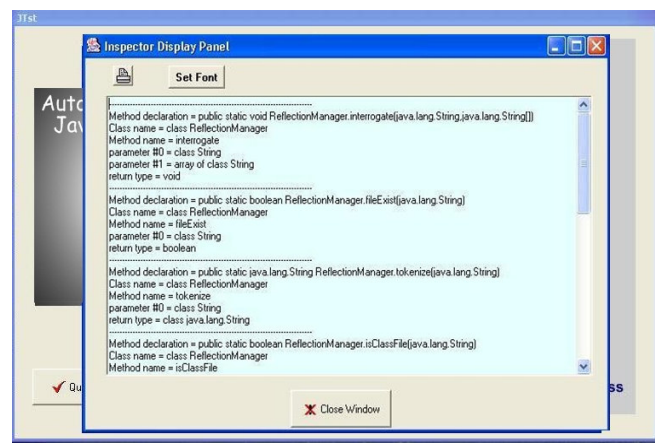 JTst
Inspector Display Panel
Set Font
Method declaration = public static void ReflectionManager.interrogate(java.lang.String,java.lang.String[])
Class name = class ReflectionManager
Method name = interrogate
parameter #0 = class String
parameter #1 = array of class String
return type = void
Method declaration = public static boolean ReflectionManager.fileExist(java.lang.String)
Class name = class ReflectionManager
Method name = fileExist
parameter #0 = class String
return type = boolean
Method declaration = public static java.lang.String ReflectionManager.tokenize(java.lang.String)
Class name = class ReflectionManager
Method name = tokenize
parameter #0 = class String
return type = class java.lang.String
Method declaration = public static boolean ReflectionManager.isClassFile(java.lang.String)
Class name = class ReflectionManager
Method name = isClassFile
Auto
Jav
Qu
ss
Close Window